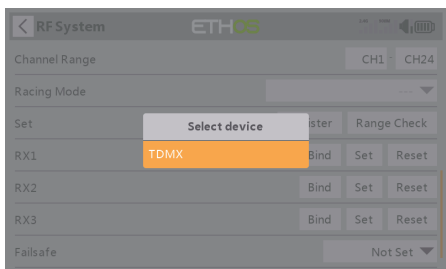 RF System ETHOS
Channel Range CH1 - CH24
Racing Mode ---
Set ister Range Check
Select device
TDMX
RX1 Bind Set Reset
RX2 Bind Set Reset
RX3 Bind Set Reset
Failsafe Not Set